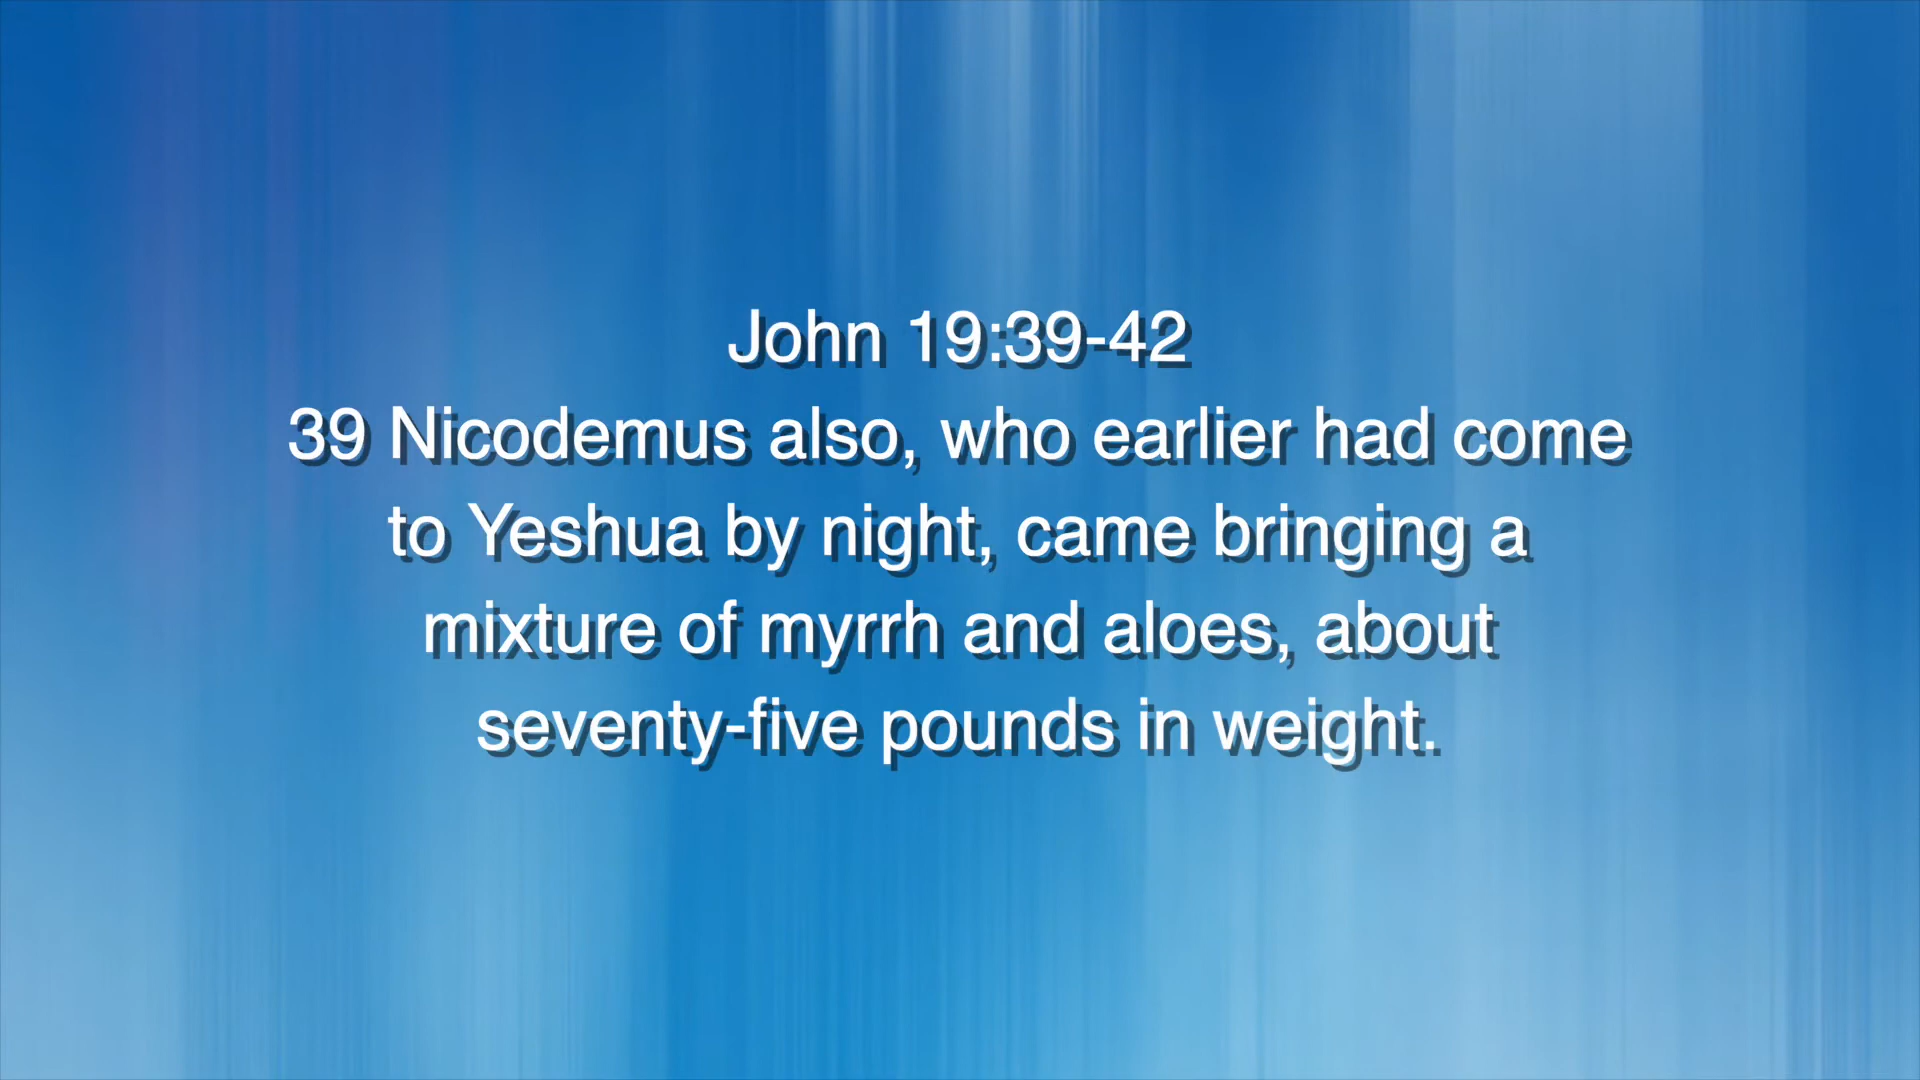 John 19:39-42
39 Nicodemus also, who earlier had come
to Yeshua by night, came bringing a
mixture of myrrh and aloes, about
seventy-five pounds in weight.